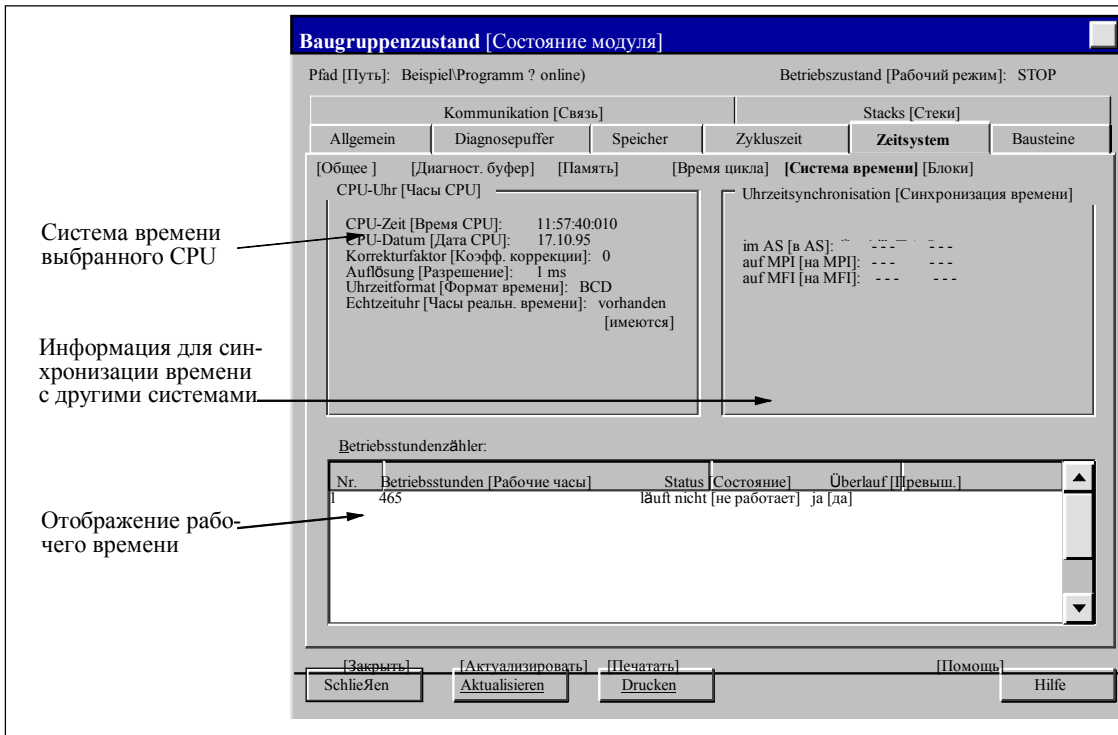 Baugruppenzustand [Состояние модуля]
Pfad [Путь]: Beispiel\Programm ? online)
Betriebszustand [Рабочий режим]: STOP
Kommunikation [Связь]
Stacks [Стеки]
Allgemein
Diagnosepuffer
Speicher
Zykluszeit
Zeitsystem
Bausteine
[Общее ]
[Диагност. буфер]
[Память]
[Время цикла]
[Система времени]
[Блоки]
CPU-Uhr [Часы CPU]
CPU-Zeit [Время CPU]: 11:57:40:010
CPU-Datum [Дата CPU]: 17.10.95
Korrekturfaktor [Коэфф. коррекции]: 0
Auflösung [Разрешение]: 1 ms
Uhrzeitformat [Формат времени]: BCD
Echtzeituhr [Часы реальн. времени]: vorhanden
[имеются]
Uhrzeitsynchronisation [Синхронизация времени]
im AS [в AS]: - - - - - -
auf MPI [на MPI]: - - - - - -
auf MFI [на MFI]: - - - - - -
Система времени
выбранного CPU
Информация для син-
хронизации времени
с другими системами
Betriebsstundenzähler:
Nr. Betriebsstunden [Рабочие часы] Status [Состояние] Überlauf [Превыш.]
1 465 läuft nicht [не работает] ja [да]
Отображение рабо-
чего времени
[Закрыть] [Актуализировать] [Печатать] [Помощь]
SchlieЯen Aktualisieren Drucken Hilfe